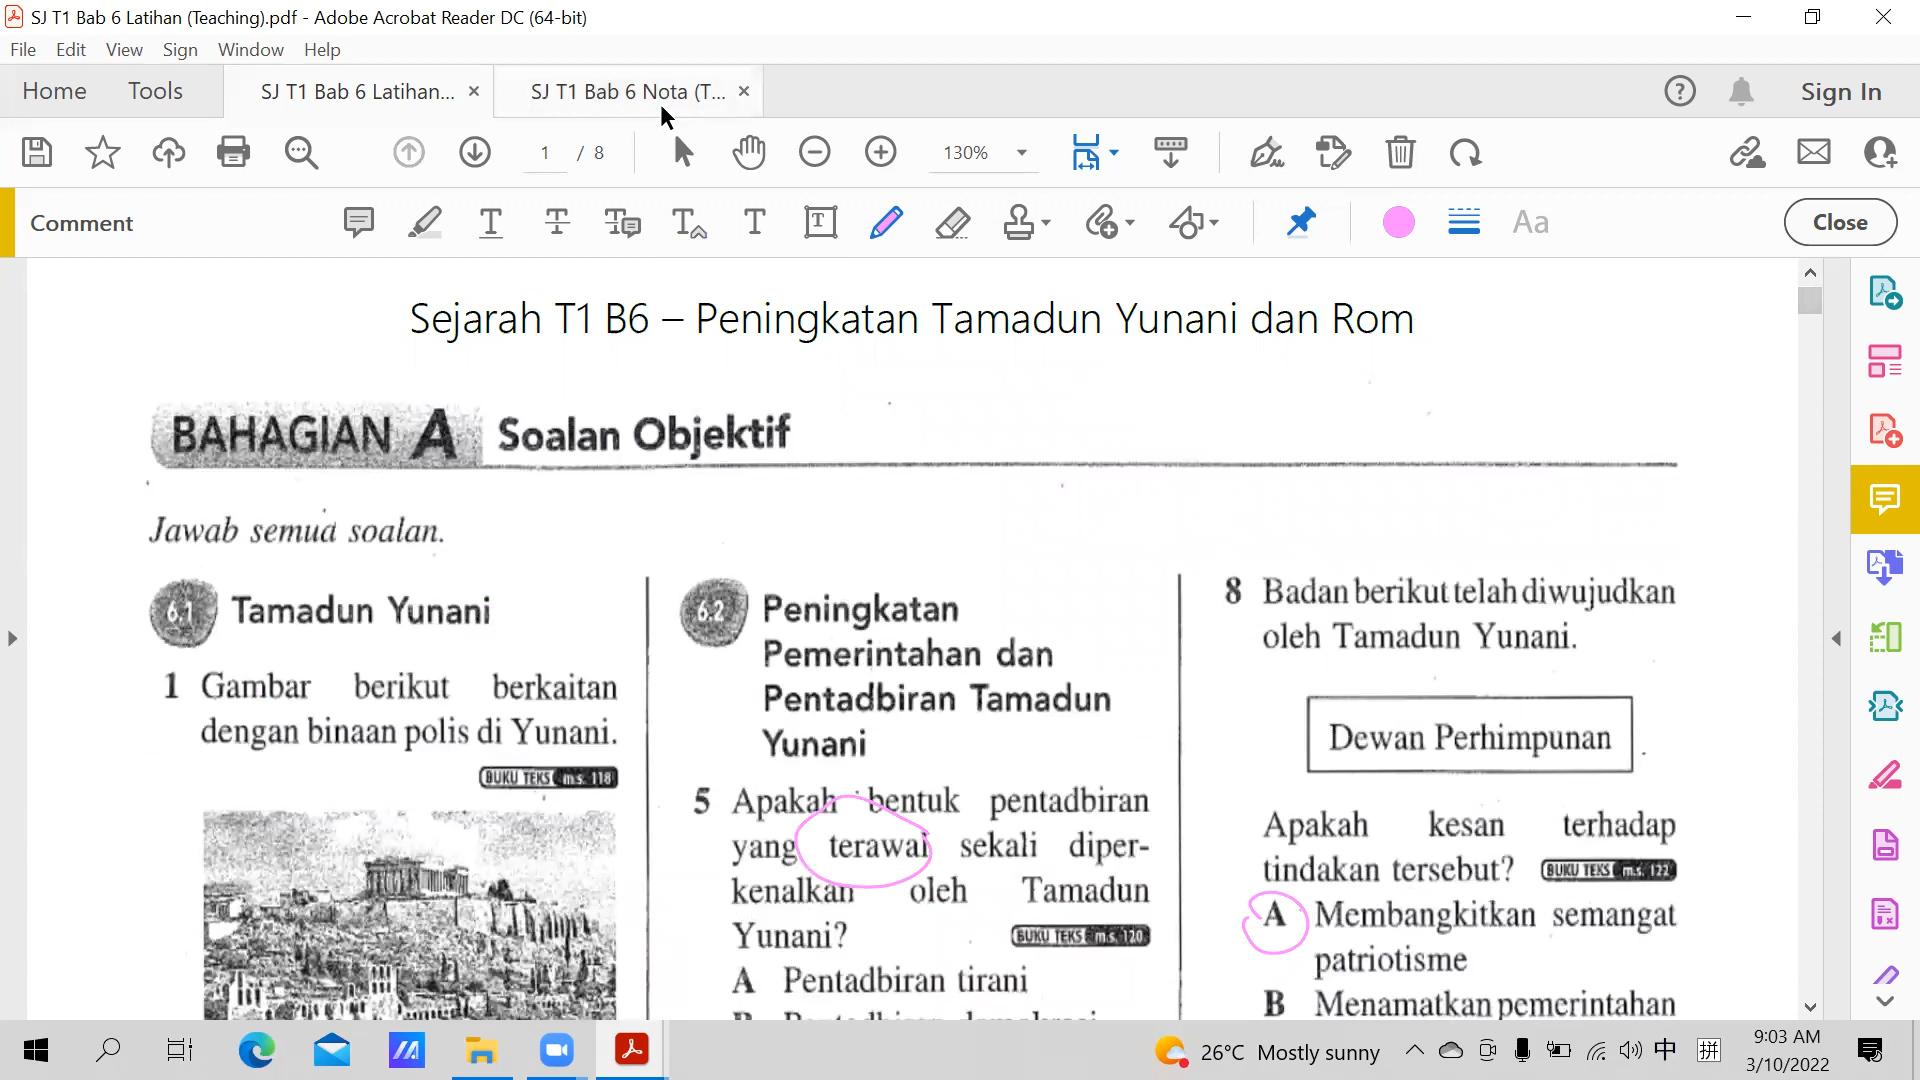 SJ T1 Bab 6 Latihan (Teaching).pdf - Adobe Acrobat Reader DC (64-bit)
File Edit View Sign Window Help
Home Tools SJ T1 Bab 6 Latihan... × SJ T1 Bab 6 Nota (T... × Sign In
1 / 8 130%
Comment Aa Close
Sejarah T1 B6 – Peningkatan Tamadun Yunani dan Rom
BAHAGIAN A Soalan Objektif
Jawab semua soalan.
6.1 Tamadun Yunani
1 Gambar berikut berkaitan
dengan binaan polis di Yunani.
BUKU TEKS m.s. 118
6.2 Peningkatan
Pemerintahan dan
Pentadbiran Tamadun
Yunani
5 Apakah bentuk pentadbiran
yang terawal sekali diper-
kenalkan oleh Tamadun
Yunani?
BUKU TEKS m.s. 120
A Pentadbiran tirani
8 Badan berikut telah diwujudkan
oleh Tamadun Yunani.
Dewan Perhimpunan
Apakah kesan terhadap
tindakan tersebut? BUKU TEKS m.s. 122
A Membangkitkan semangat
patriotisme
B Menamatkan pemerintahan
26°C Mostly sunny 中 拼
9:03 AM
3/10/2022